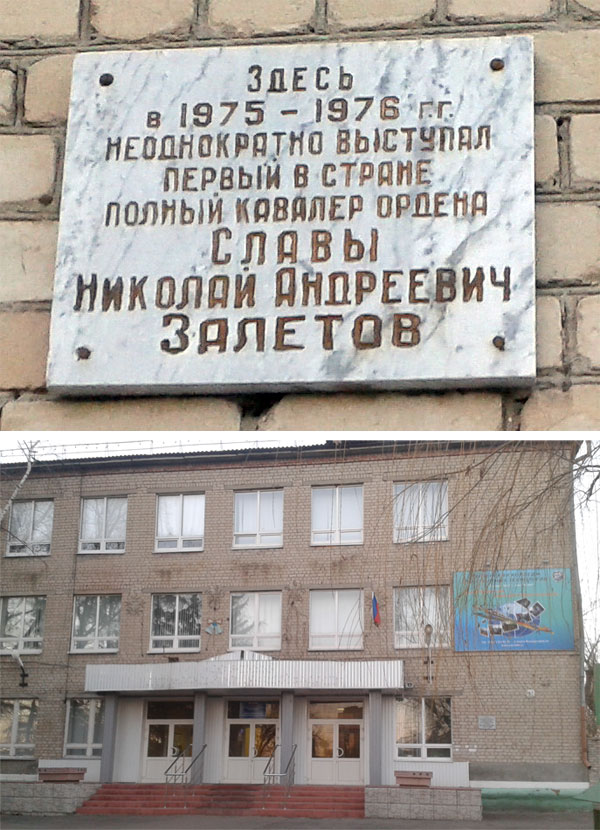 Здесь
в 1975 - 1976 г.г.
неоднократно выступал
первый в стране
полный кавалер ордена
Славы
Николай Андреевич
Залетов